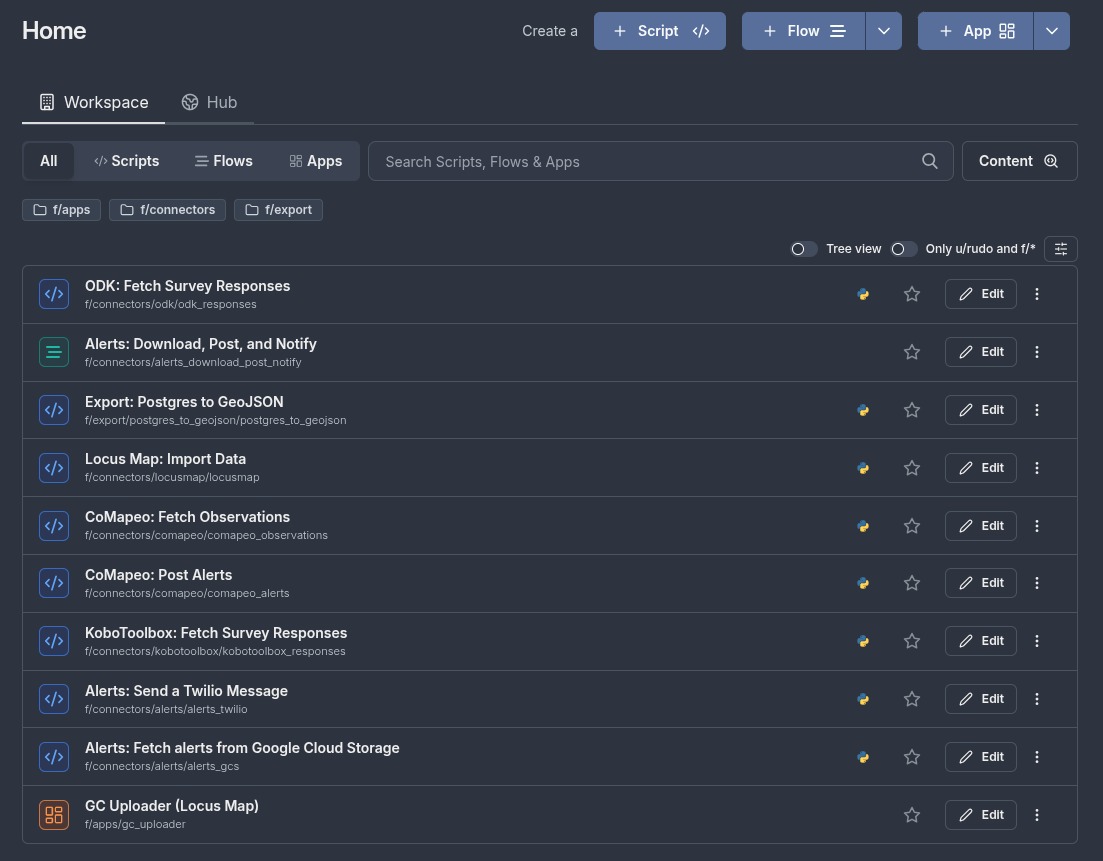 Home
Create a + Script </> + Flow + App
Workspace Hub
All </> Scripts Flows Apps Search Scripts, Flows & Apps Content
f/apps f/connectors f/export
Tree view Only u/rudo and f/*
ODK: Fetch Survey Responses
f/connectors/odk/odk_responses
Edit
Alerts: Download, Post, and Notify
f/connectors/alerts_download_post_notify
Edit
Export: Postgres to GeoJSON
f/export/postgres_to_geojson/postgres_to_geojson
Edit
Locus Map: Import Data
f/connectors/locusmap/locusmap
Edit
CoMapeo: Fetch Observations
f/connectors/comapeo/comapeo_observations
Edit
CoMapeo: Post Alerts
f/connectors/comapeo/comapeo_alerts
Edit
KoboToolbox: Fetch Survey Responses
f/connectors/kobotoolbox/kobotoolbox_responses
Edit
Alerts: Send a Twilio Message
f/connectors/alerts/alerts_twilio
Edit
Alerts: Fetch alerts from Google Cloud Storage
f/connectors/alerts/alerts_gcs
Edit
GC Uploader (Locus Map)
f/apps/gc_uploader
Edit